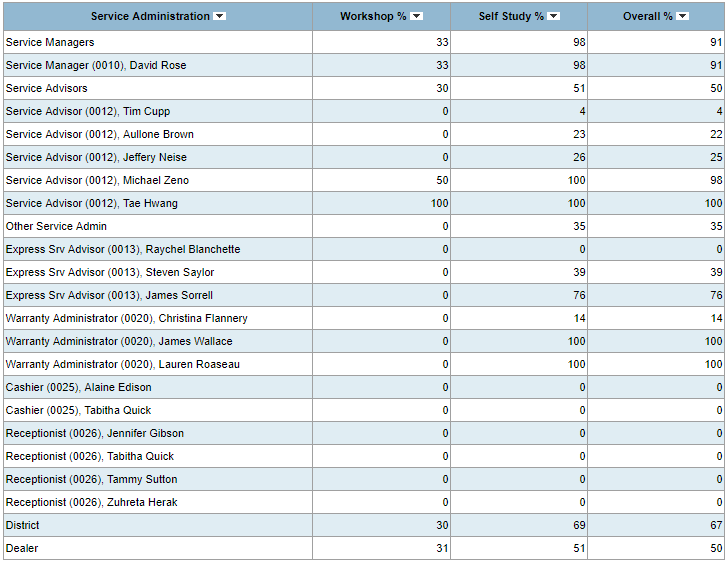 Service Administration Workshop % Self Study % Overall %
Service Managers 33 98 91
Service Manager (0010), David Rose 33 98 91
Service Advisors 30 51 50
Service Advisor (0012), Tim Cupp 0 4 4
Service Advisor (0012), Aullone Brown 0 23 22
Service Advisor (0012), Jeffery Neise 0 26 25
Service Advisor (0012), Michael Zeno 50 100 98
Service Advisor (0012), Tae Hwang 100 100 100
Other Service Admin 0 35 35
Express Srv Advisor (0013), Raychel Blanchette 0 0 0
Express Srv Advisor (0013), Steven Saylor 0 39 39
Express Srv Advisor (0013), James Sorrell 0 76 76
Warranty Administrator (0020), Christina Flannery 0 14 14
Warranty Administrator (0020), James Wallace 0 100 100
Warranty Administrator (0020), Lauren Roaseau 0 100 100
Cashier (0025), Alaine Edison 0 0 0
Cashier (0025), Tabitha Quick 0 0 0
Receptionist (0026), Jennifer Gibson 0 0 0
Receptionist (0026), Tabitha Quick 0 0 0
Receptionist (0026), Tammy Sutton 0 0 0
Receptionist (0026), Zuhreta Herak 0 0 0
District 30 69 67
Dealer 31 51 50